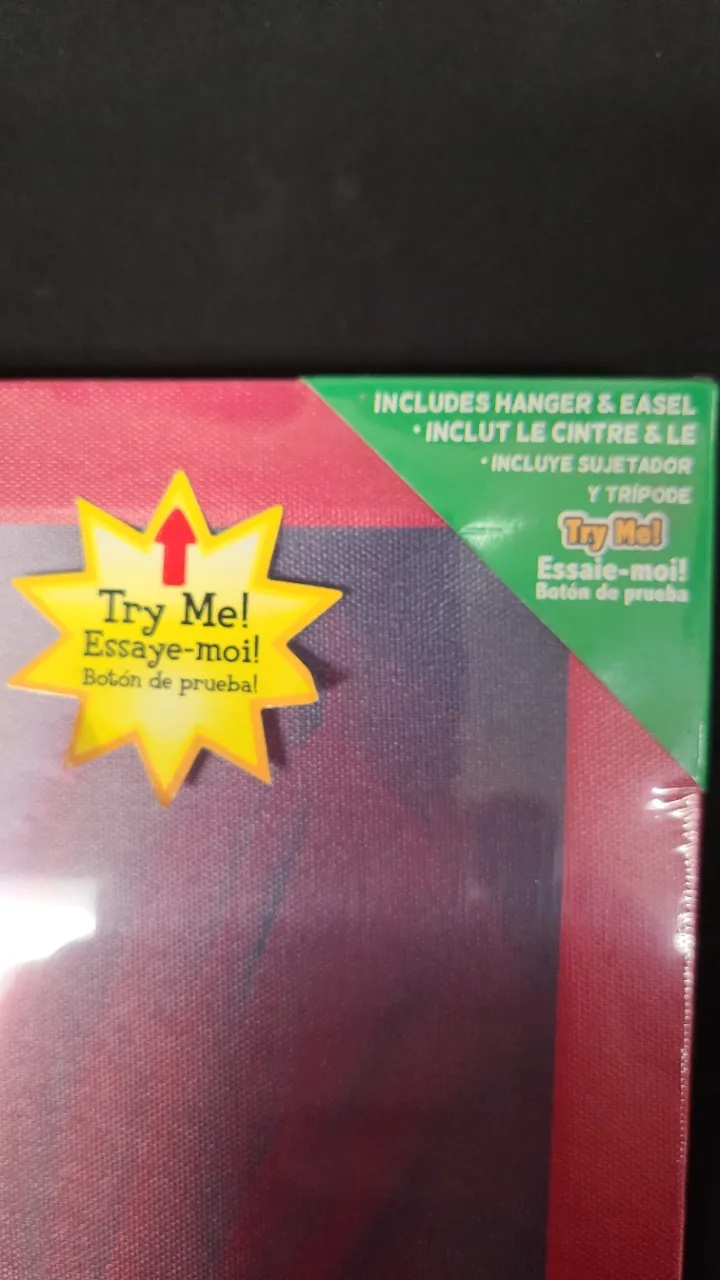 INCLUDES HANGER & EASEL
• INCLUT LE CINTRE & LE
• INCLUYE SUJETADOR
Y TRÍPODE
Try Me!
Essaie-moi!
Botón de prueba
Try Me!
Essaye-moi!
Botón de prueba!